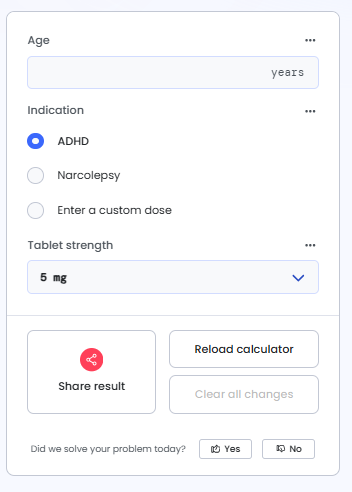 Age ...
years
Indication ...
ADHD
Narcolepsy
Enter a custom dose
Tablet strength ...
5 mg
Share result
Reload calculator
Clear all changes
Did we solve your problem today? Yes No